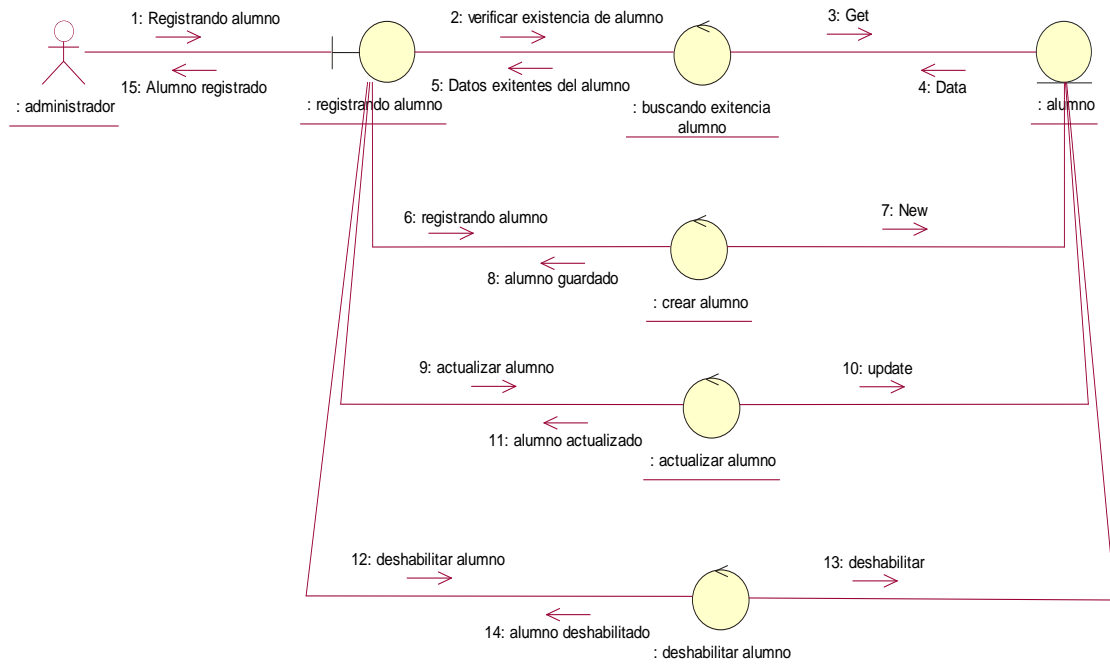 1: Registrando alumno
2: verificar existencia de alumno
3: Get
15: Alumno registrado
5: Datos exitentes del alumno
4: Data
: administrador
: registrando alumno
: buscando exitencia
alumno
: alumno
6: registrando alumno
7: New
8: alumno guardado
: crear alumno
9: actualizar alumno
10: update
11: alumno actualizado
: actualizar alumno
12: deshabilitar alumno
13: deshabilitar
14: alumno deshabilitado
: deshabilitar alumno